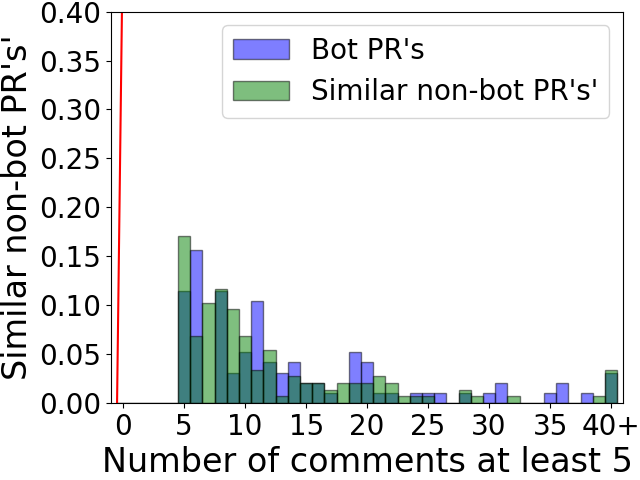 0.40
0.35
0.30
0.25
0.20
0.15
0.10
0.05
0.00
Similar non-bot PR's'
Bot PR's
Similar non-bot PR's'
0 5 10 15 20 25 30 35 40+
Number of comments at least 5